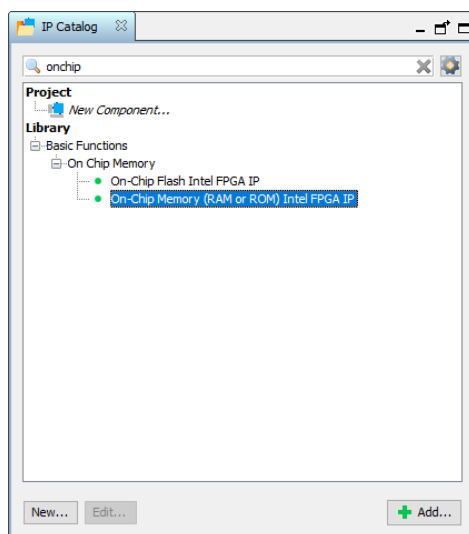 IP Catalog
onchip
Project
New Component...
Library
Basic Functions
On Chip Memory
On-Chip Flash Intel FPGA IP
On-Chip Memory (RAM or ROM) Intel FPGA IP
New... Edit... Add...